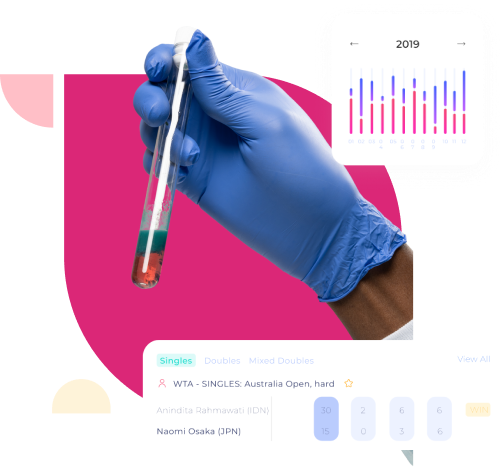 ← 2019 →
Singles Doubles Mixed Doubles View All
WTA - SINGLES: Australia Open, hard
Anindita Rahmawati (IDN) 30 2 6 6
Naomi Osaka (JPN) 15 0 3 6